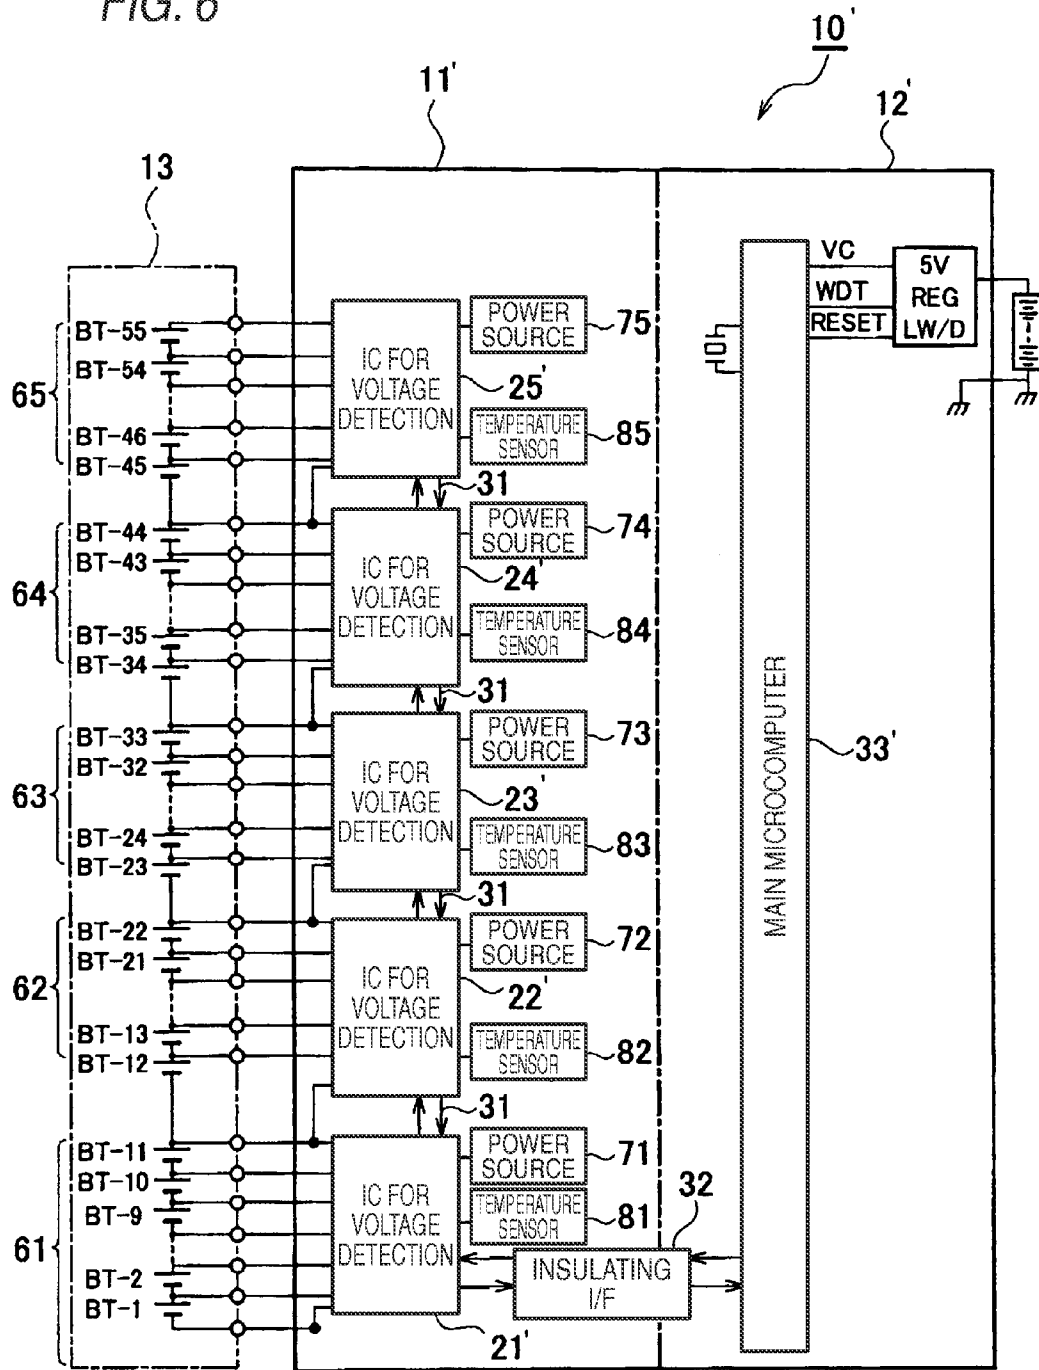 FIG. 6
10'
11'
12'
13
BT-55
BT-54
65
BT-46
BT-45
BT-44
BT-43
64
BT-35
BT-34
BT-33
BT-32
63
BT-24
BT-23
BT-22
BT-21
62
BT-13
BT-12
BT-11
BT-10
BT-9
61
BT-2
BT-1
IC FOR
VOLTAGE
DETECTION
25'
POWER
SOURCE
75
TEMPERATURE
SENSOR
85
31
IC FOR
VOLTAGE
DETECTION
24'
POWER
SOURCE
74
TEMPERATURE
SENSOR
84
31
IC FOR
VOLTAGE
DETECTION
23'
POWER
SOURCE
73
TEMPERATURE
SENSOR
83
31
IC FOR
VOLTAGE
DETECTION
22'
POWER
SOURCE
72
TEMPERATURE
SENSOR
82
31
IC FOR
VOLTAGE
DETECTION
21'
POWER
SOURCE
71
TEMPERATURE
SENSOR
81
32
INSULATING
I/F
MAIN MICROCOMPUTER
33'
VC
WDT
RESET
5V
REG
LW/D